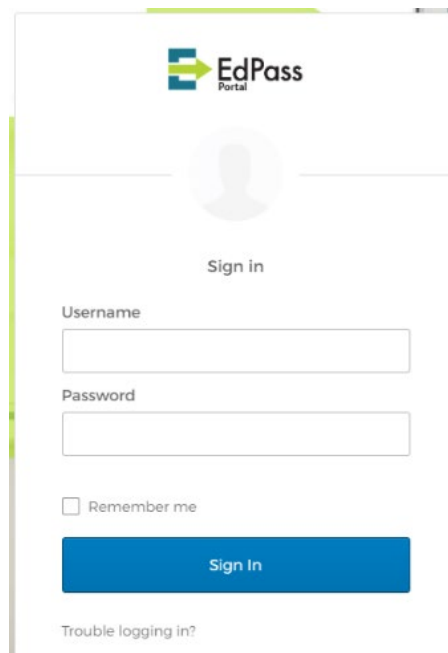 EdPass
Portal
Sign in
Username
Password
Remember me
Sign In
Trouble logging in?